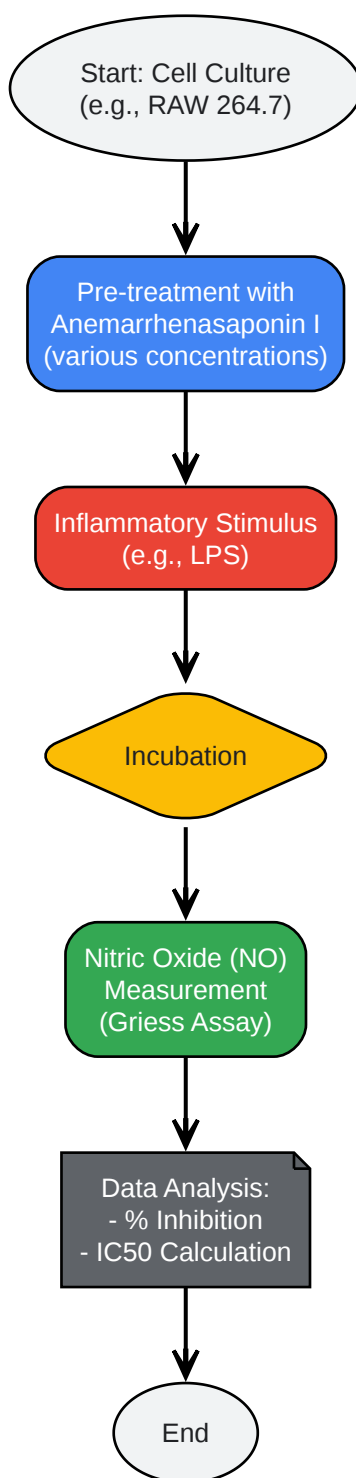 Start: Cell Culture
(e.g., RAW 264.7)
Pre-treatment with
Anemarrhenasaponin I
(various concentrations)
Inflammatory Stimulus
(e.g., LPS)
Incubation
Nitric Oxide (NO)
Measurement
(Griess Assay)
Data Analysis:
- % Inhibition
- IC50 Calculation
End